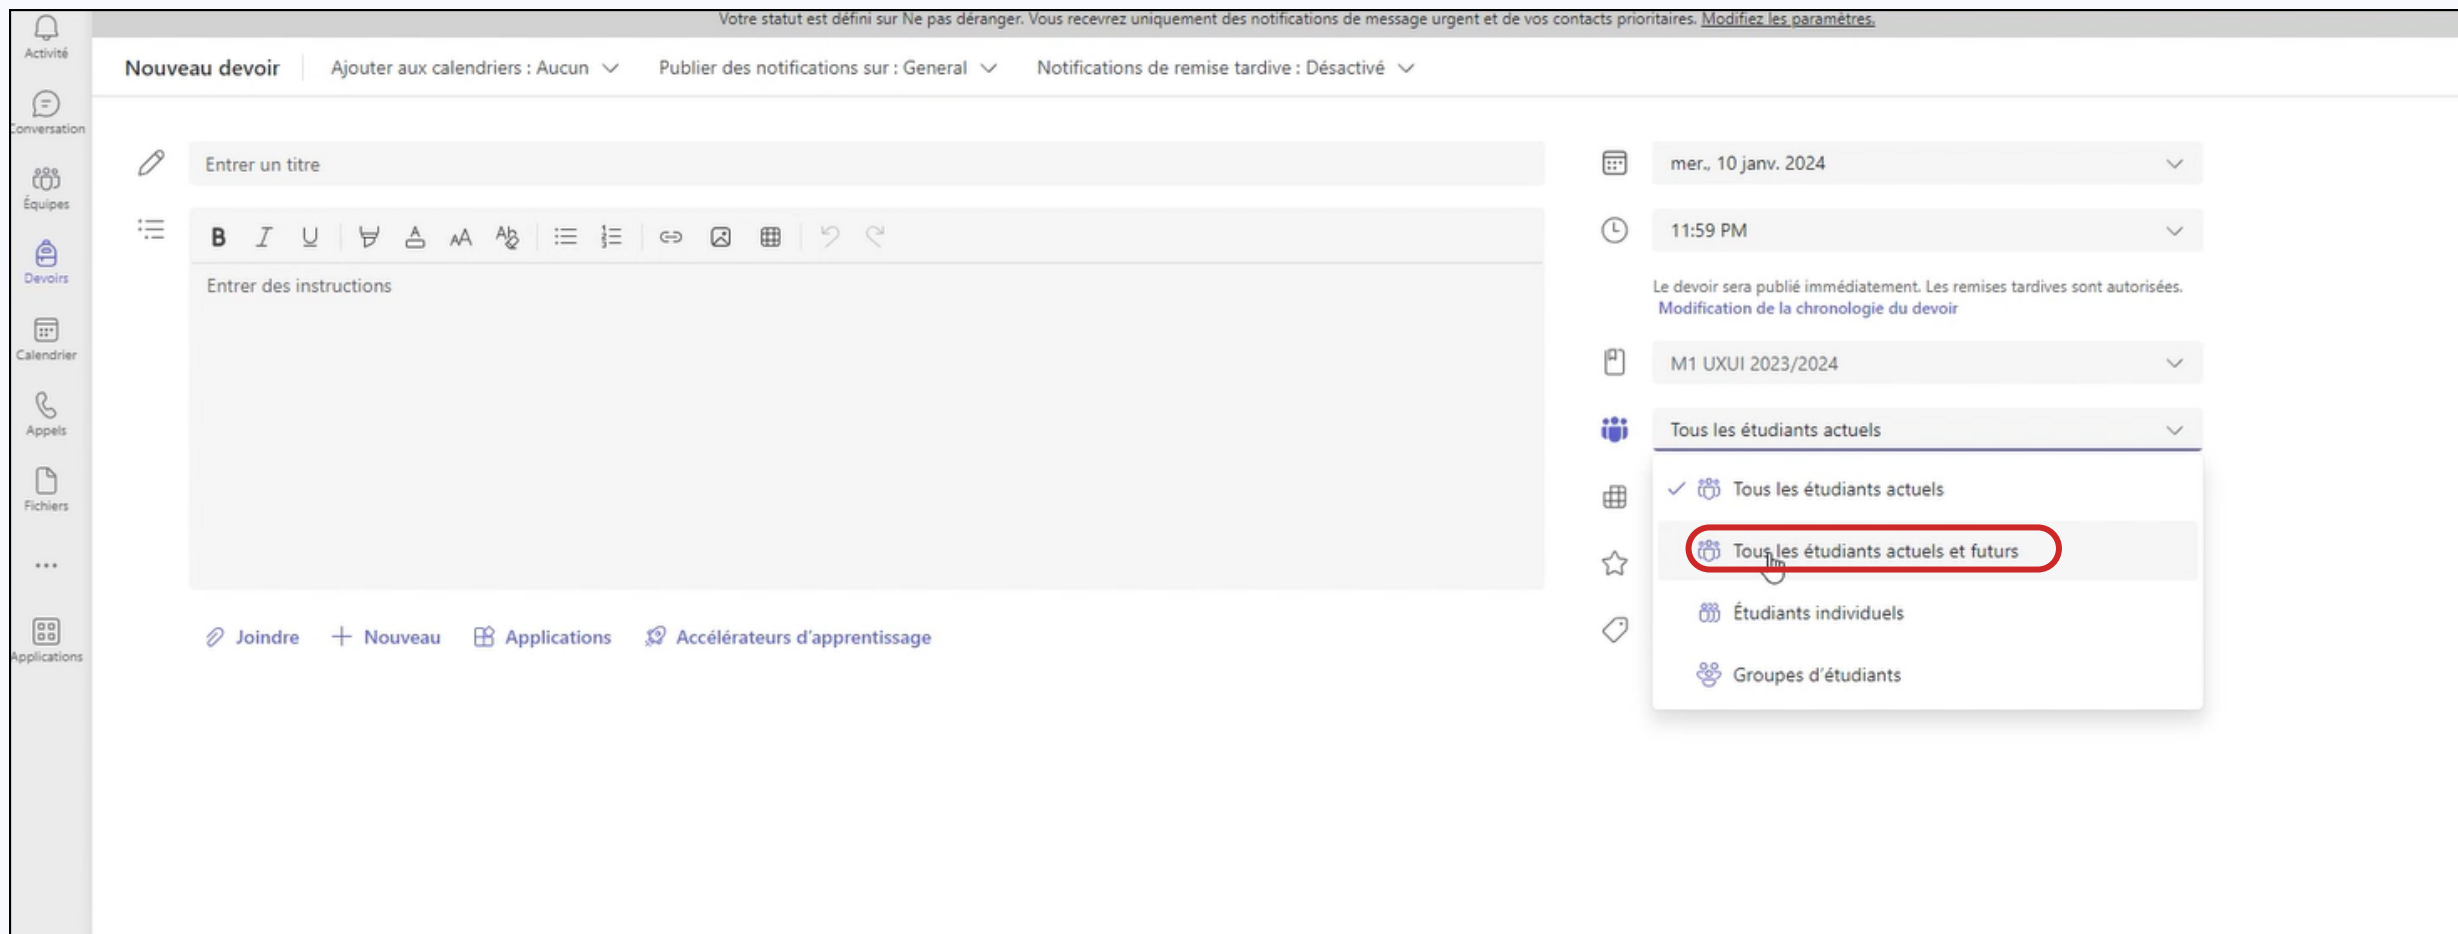 Votre statut est défini sur Ne pas déranger. Vous recevrez uniquement des notifications de message urgent et de vos contacts prioritaires. Modifiez les paramètres.
Activité
Conversation
Équipes
Devoirs
Calendrier
Appels
Fichiers
Applications
Nouveau devoir
Ajouter aux calendriers : Aucun
Publier des notifications sur : General
Notifications de remise tardive : Désactivé
Entrer un titre
Entrer des instructions
Joindre
Nouveau
Applications
Accélérateurs d'apprentissage
mer., 10 janv. 2024
11:59 PM
Le devoir sera publié immédiatement. Les remises tardives sont autorisées.
Modification de la chronologie du devoir
M1 UXUI 2023/2024
Tous les étudiants actuels
Tous les étudiants actuels
Tous les étudiants actuels et futurs
Étudiants individuels
Groupes d'étudiants